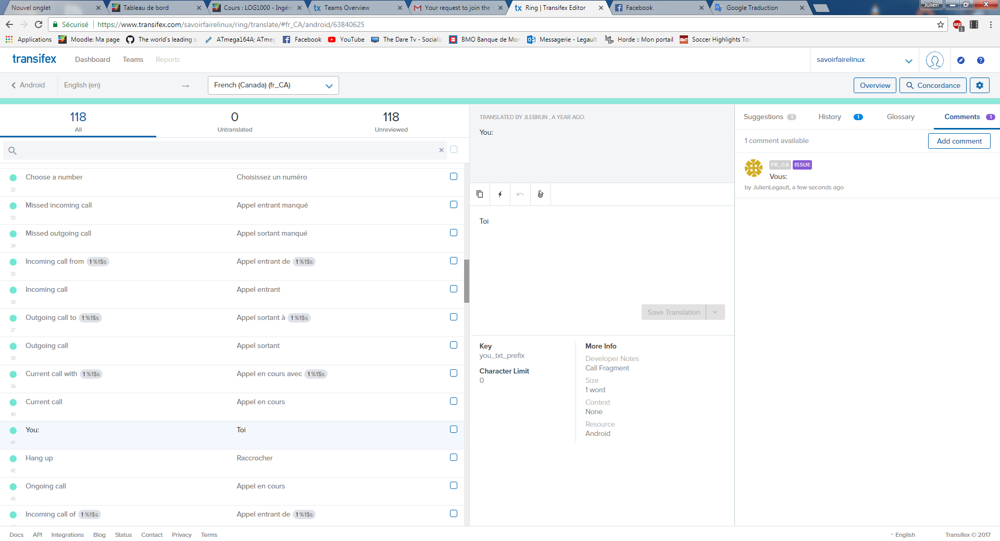 Nouvel onglet
Tableau de bord
Cours : LOG1000 - Ingén
tx Teams Overview
Your request to join the
tx Ring | Transifex Editor
Facebook
Google Traduction
Julien
Sécurisé https://www.transifex.com/savoirfairelinux/ring/translate/#fr_CA/android/63840625
ABP 1
Applications
Moodle: Ma page
The world's leading s
ATmega164A; ATmeg
Facebook
YouTube
The Dare Tv - Socializ
BMO Banque de Mon
Messagerie - Legault
Horde :: Mon portail
Soccer Highlights Tod
transifex Dashboard Teams Reports savoirfairelinux ?
Android English (en) → French (Canada) (fr_CA) Overview Concordance
118 All
0 Untranslated
118 Unreviewed
Choose a number Choisissez un numéro
32
Missed incoming call Appel entrant manqué
33
Missed outgoing call Appel sortant manqué
34
Incoming call from 1%1$s Appel entrant de 1%1$s
35
Incoming call Appel entrant
36
Outgoing call to 1%1$s Appel sortant à 1%1$s
37
Outgoing call Appel sortant
38
Current call with 1%1$s Appel en cours avec 1%1$s
39
Current call Appel en cours
40
You: Toi
41
Hang up Raccrocher
42
Ongoing call Appel en cours
43
Incoming call of 1%1$s Appel entrant de 1%1$s
TRANSLATED BY JLEBRUN , A YEAR AGO.
You:
Toi
Save Translation
Key
you_txt_prefix
Character Limit
0
More Info
Developer Notes
Call Fragment
Size
1 word
Context
None
Resource
Android
Suggestions 1 History 1 Glossary Comments 1
1 comment available Add comment
FR_CA ISSUE
Vous:
by JulienLegault, a few seconds ago
Docs API Integrations Blog Status Contact Privacy Terms ^ English Transifex © 2017